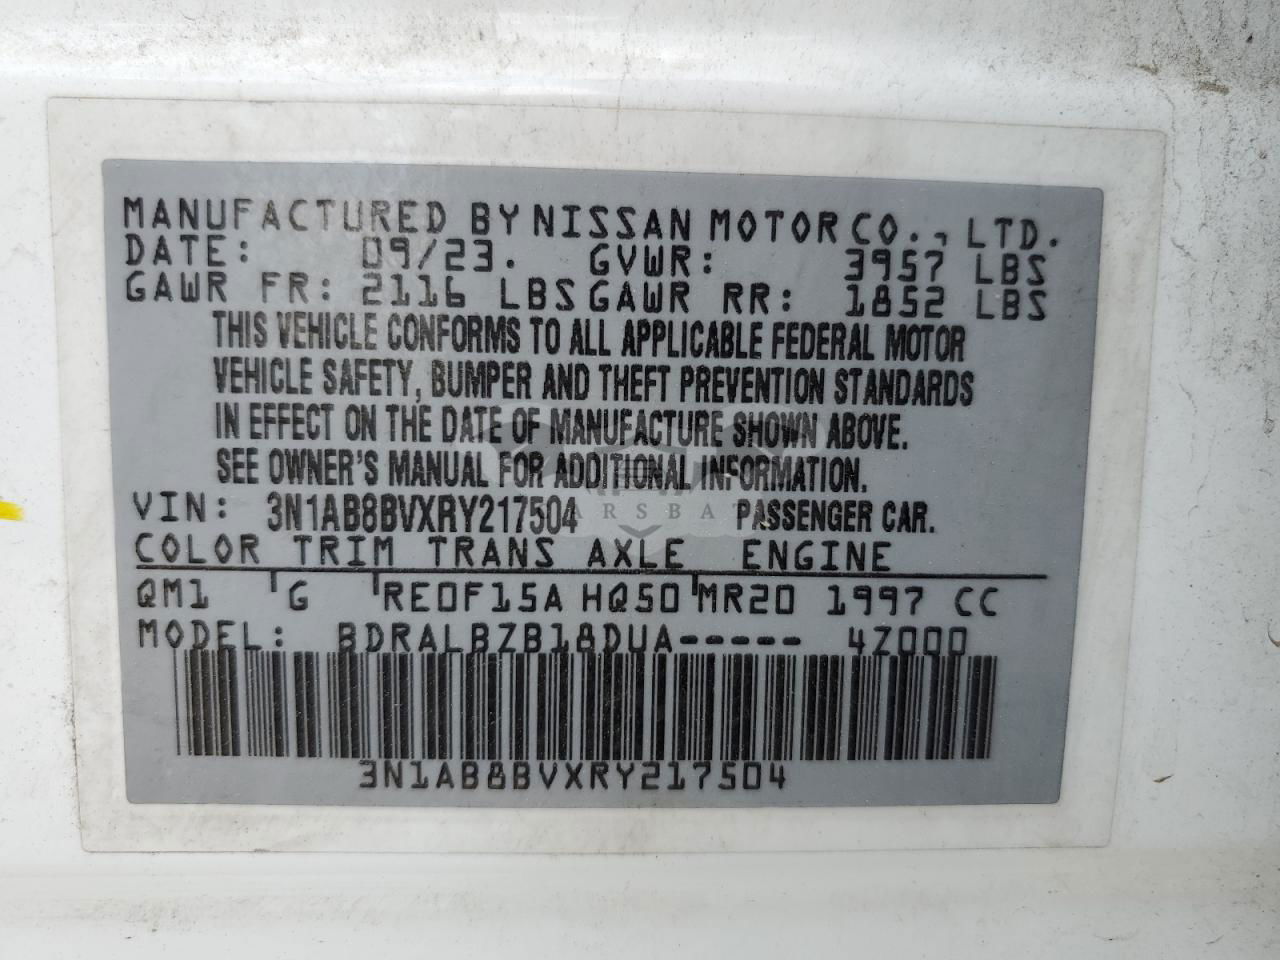 MANUFACTURED BY NISSAN MOTOR CO., LTD.
DATE: 09/23. GVWR: 3957 LBS
GAWR FR: 2116 LBS GAWR RR: 1852 LBS
THIS VEHICLE CONFORMS TO ALL APPLICABLE FEDERAL MOTOR
VEHICLE SAFETY, BUMPER AND THEFT PREVENTION STANDARDS
IN EFFECT ON THE DATE OF MANUFACTURE SHOWN ABOVE.
SEE OWNER'S MANUAL FOR ADDITIONAL INFORMATION.
VIN: 3N1AB8BVXRY217504 PASSENGER CAR.
COLOR TRIM TRANS AXLE ENGINE
QM1 G RE0F15A HQ50 MR20 1997 CC
MODEL: BDRALBZB18DUA----- 4Z000
3N1AB8BVXRY217504